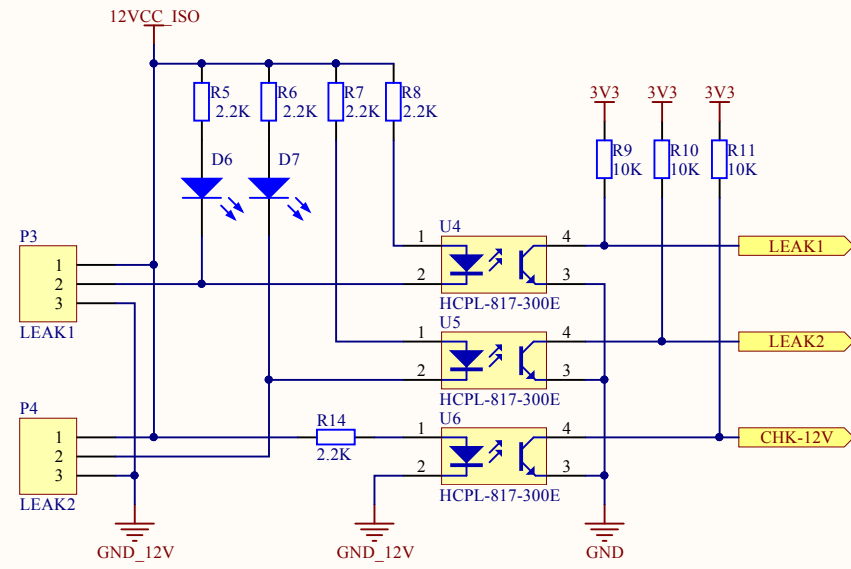 12VCC_ISO
R5
2.2K
R6
2.2K
R7
2.2K
R8
2.2K
3V3
3V3
3V3
R9
10K
R10
10K
R11
10K
D6
D7
P3
1
2
3
LEAK1
U4
1
2
4
3
HCPL-817-300E
LEAK1
U5
1
2
4
3
HCPL-817-300E
LEAK2
P4
1
2
3
LEAK2
R14
2.2K
U6
1
2
4
3
HCPL-817-300E
CHK-12V
GND_12V
GND_12V
GND